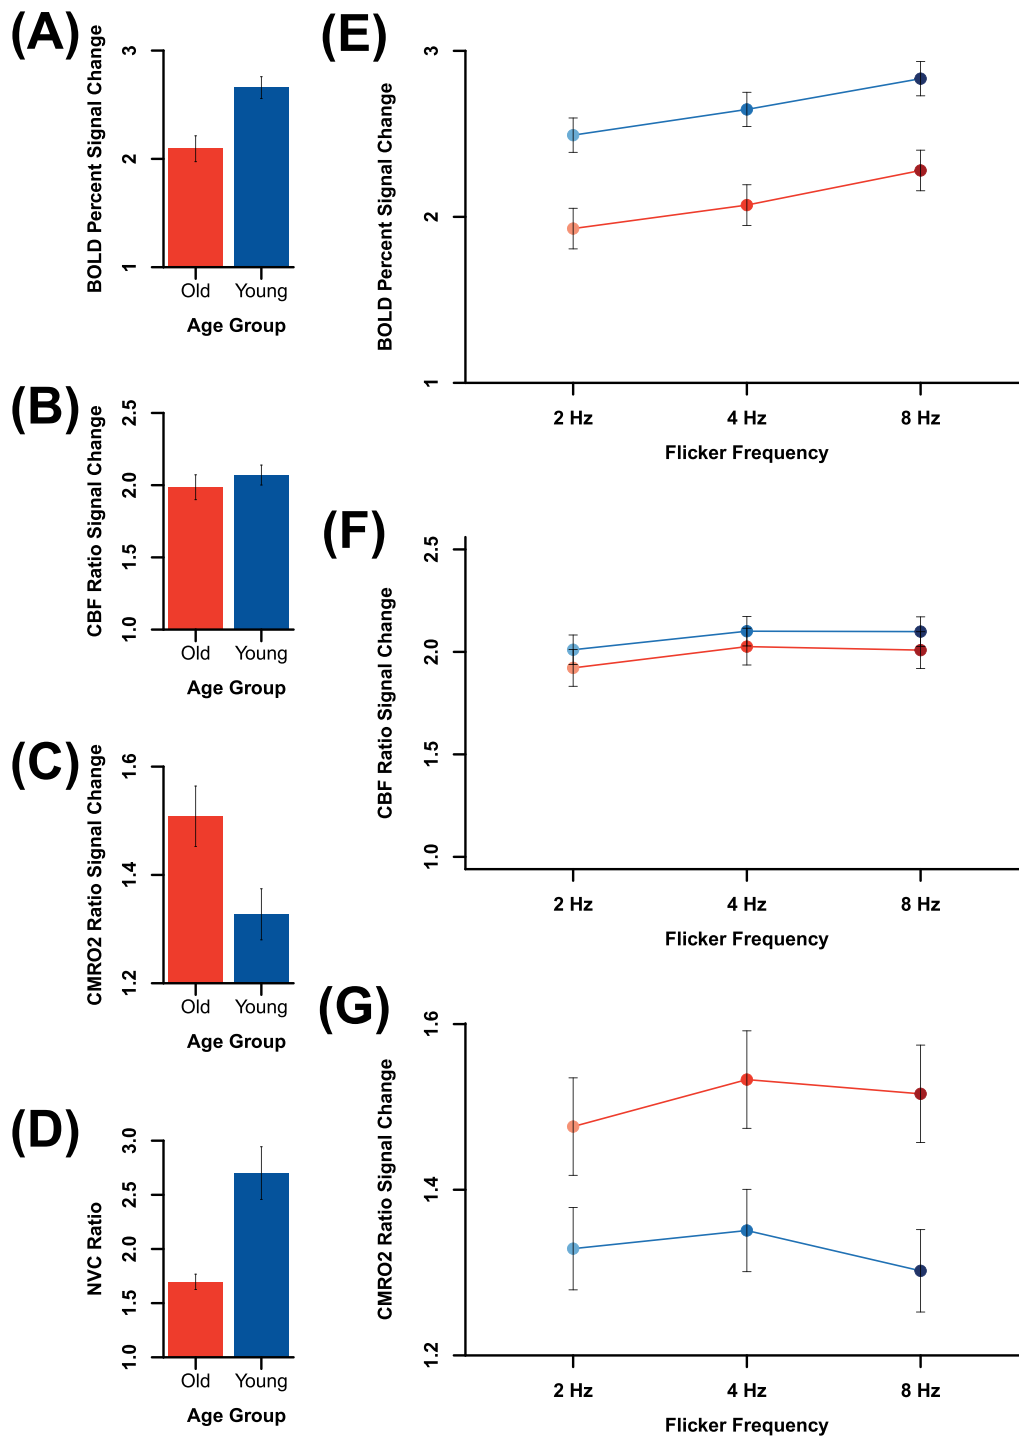 (A)
BOLD Percent Signal Change
3
2
1
Old Young
Age Group
(B)
CBF Ratio Signal Change
2.5
2.0
1.5
1.0
Age Group
(C)
CMRO2 Ratio Signal Change
1.6
1.4
1.2
Old Young
Age Group
(D)
NVC Ratio
3.0
2.5
2.0
1.5
1.0
Old Young
Age Group
(E)
BOLD Percent Signal Change
3
2
1
2 Hz 4 Hz 8 Hz
Flicker Frequency
(F)
CBF Ratio Signal Change
2.5
2.0
1.5
1.0
2 Hz 4 Hz 8 Hz
Flicker Frequency
(G)
CMRO2 Ratio Signal Change
1.6
1.4
1.2
2 Hz 4 Hz 8 Hz
Flicker Frequency